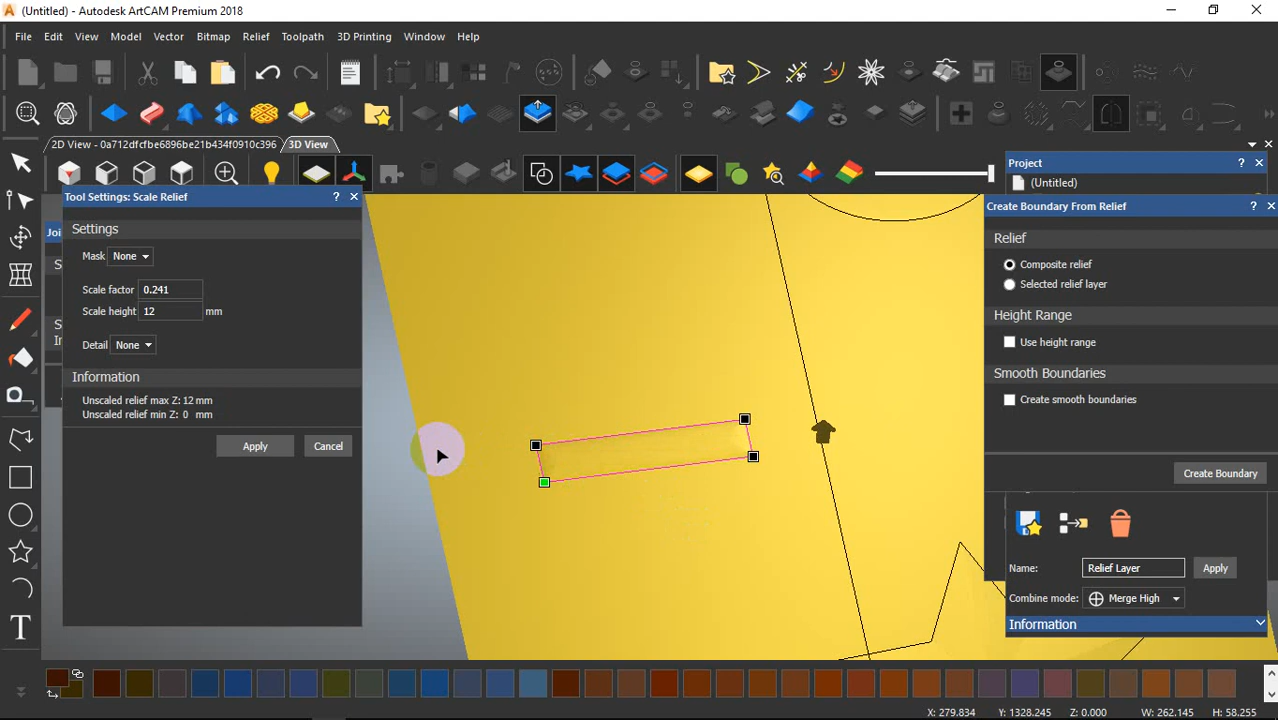 (Untitled) - Autodesk ArtCAM Premium 2018
File Edit View Model Vector Bitmap Relief Toolpath 3D Printing Window Help
2D View - 0a712dfcfbe6896be21b434f0910c396 3D View
Project
(Untitled)
Tool Settings: Scale Relief
Settings
Mask None
Scale factor 0.241
Scale height 12 mm
Detail None
Information
Unscaled relief max Z: 12 mm
Unscaled relief min Z: 0 mm
Apply Cancel
Joi
S
S
In
Create Boundary From Relief
Relief
Composite relief
Selected relief layer
Height Range
Use height range
Smooth Boundaries
Create smooth boundaries
Create Boundary
Name: Relief Layer Apply
Combine mode: Merge High
Information
X: 279.834 Y: 1328.245 Z: 0.000 W: 262.145 H: 58.255